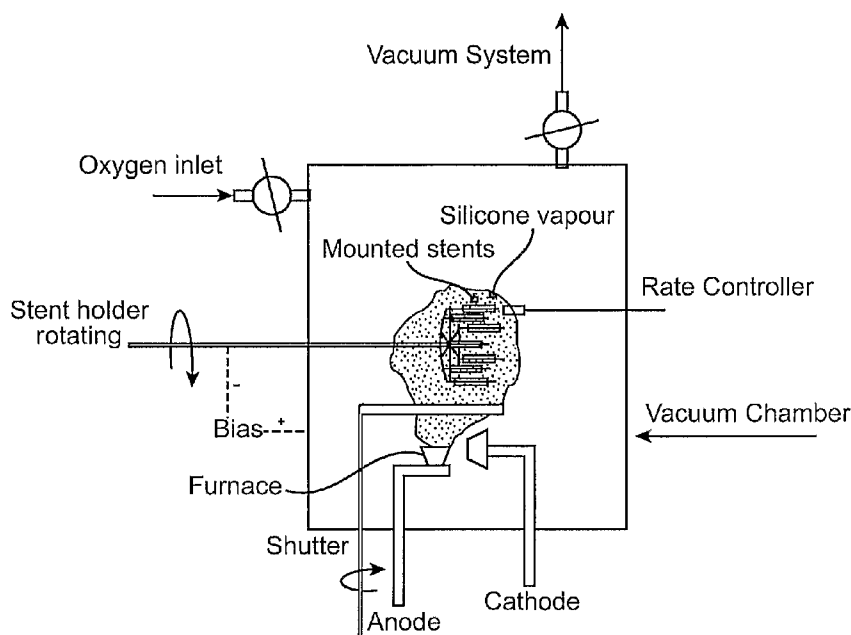 Vacuum System
Oxygen inlet
Silicone vapour
Mounted stents
Rate Controller
Stent holder
rotating
-
+
Bias
Vacuum Chamber
Furnace
Shutter
Cathode
Anode